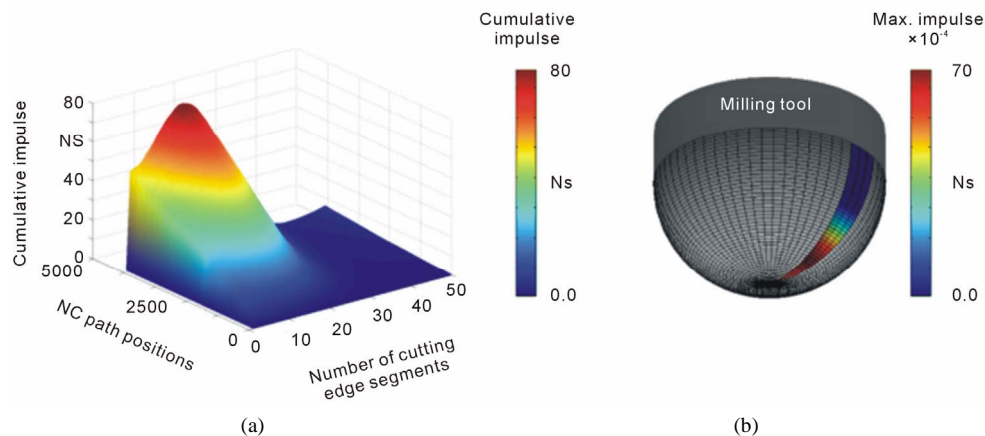 Cumulative impulse
80
NS
40
20
0
5000
2500
0
NC path positions
0
10
20
30
40
50
Number of cutting
edge segments
Cumulative
impulse
80
Ns
0.0
(a)
Milling tool
Max. impulse
×10⁻⁴
70
Ns
0.0
(b)